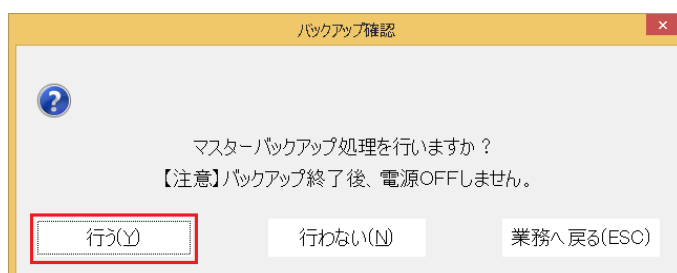 バックアップ確認
マスターバックアップ処理を行いますか?
【注意】バックアップ終了後、電源OFFしません。
行う(Y) 行わない(N) 業務へ戻る(ESC)